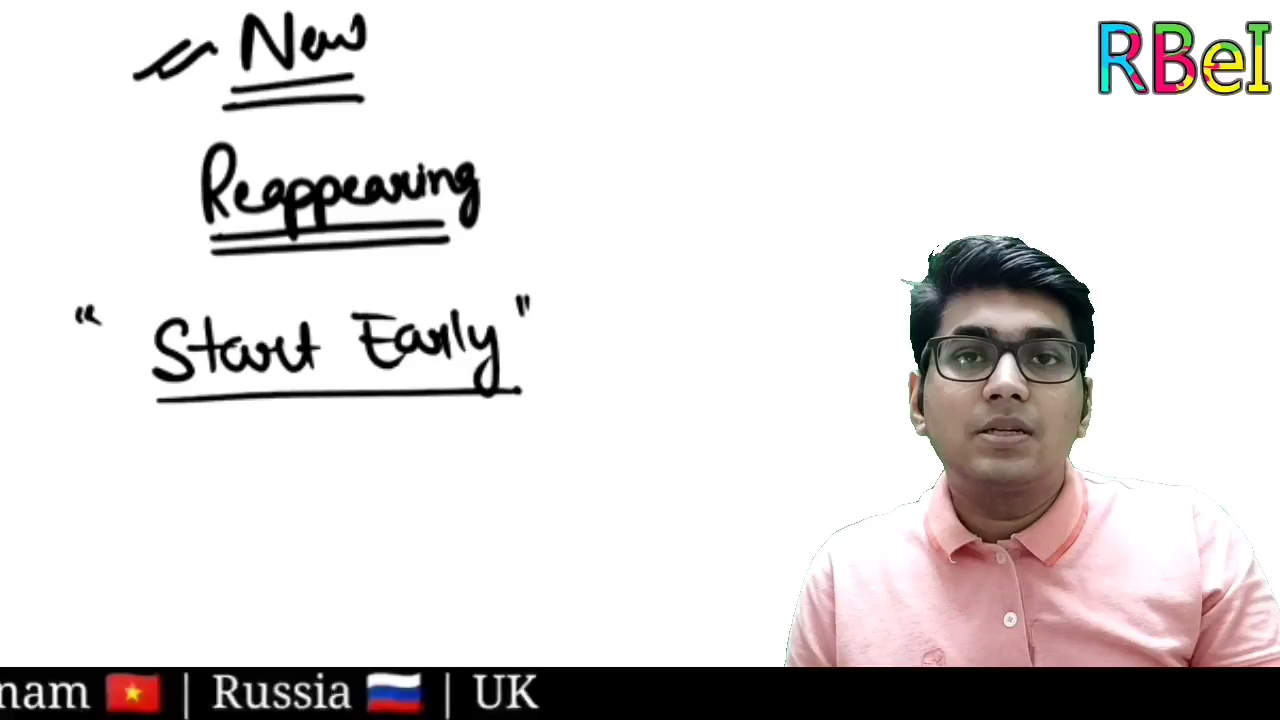 New
RBeI
Reappearing
"Start Early"
nam | Russia | UK